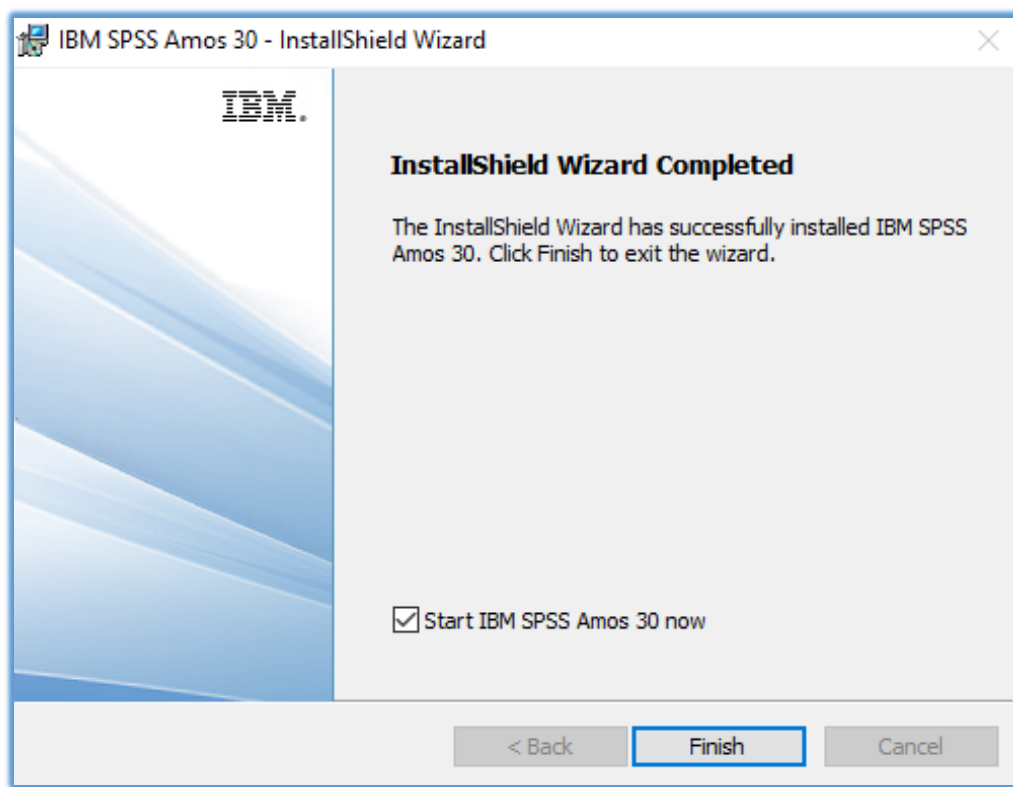 IBM SPSS Amos 30 - InstallShield Wizard
IBM.
InstallShield Wizard Completed
The InstallShield Wizard has successfully installed IBM SPSS
Amos 30. Click Finish to exit the wizard.
Start IBM SPSS Amos 30 now
< Back
Finish
Cancel